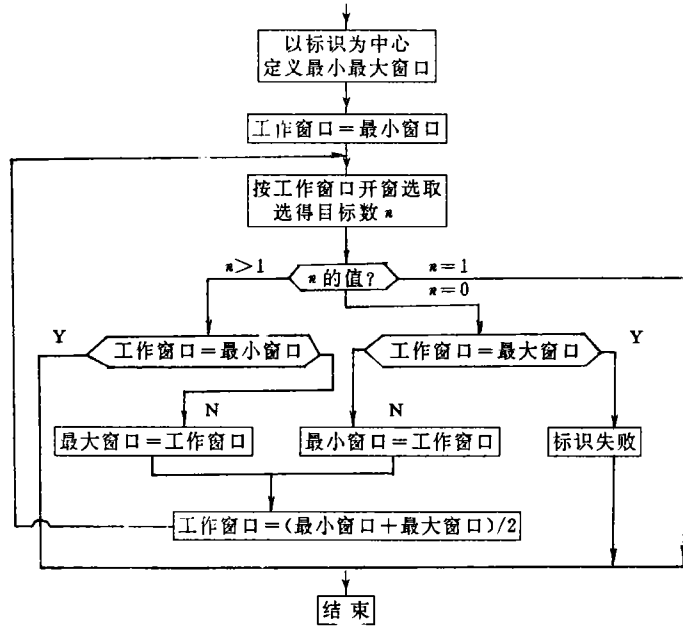 以标识为中心
定义最小最大窗口
工作窗口=最小窗口
按工作窗口开窗选取
选得目标数n
n>1
n的值?
n=1
n=0
Y
工作窗口=最小窗口
工作窗口=最大窗口
Y
N
N
最大窗口=工作窗口
最小窗口=工作窗口
标识失败
工作窗口=(最小窗口+最大窗口)/2
结束